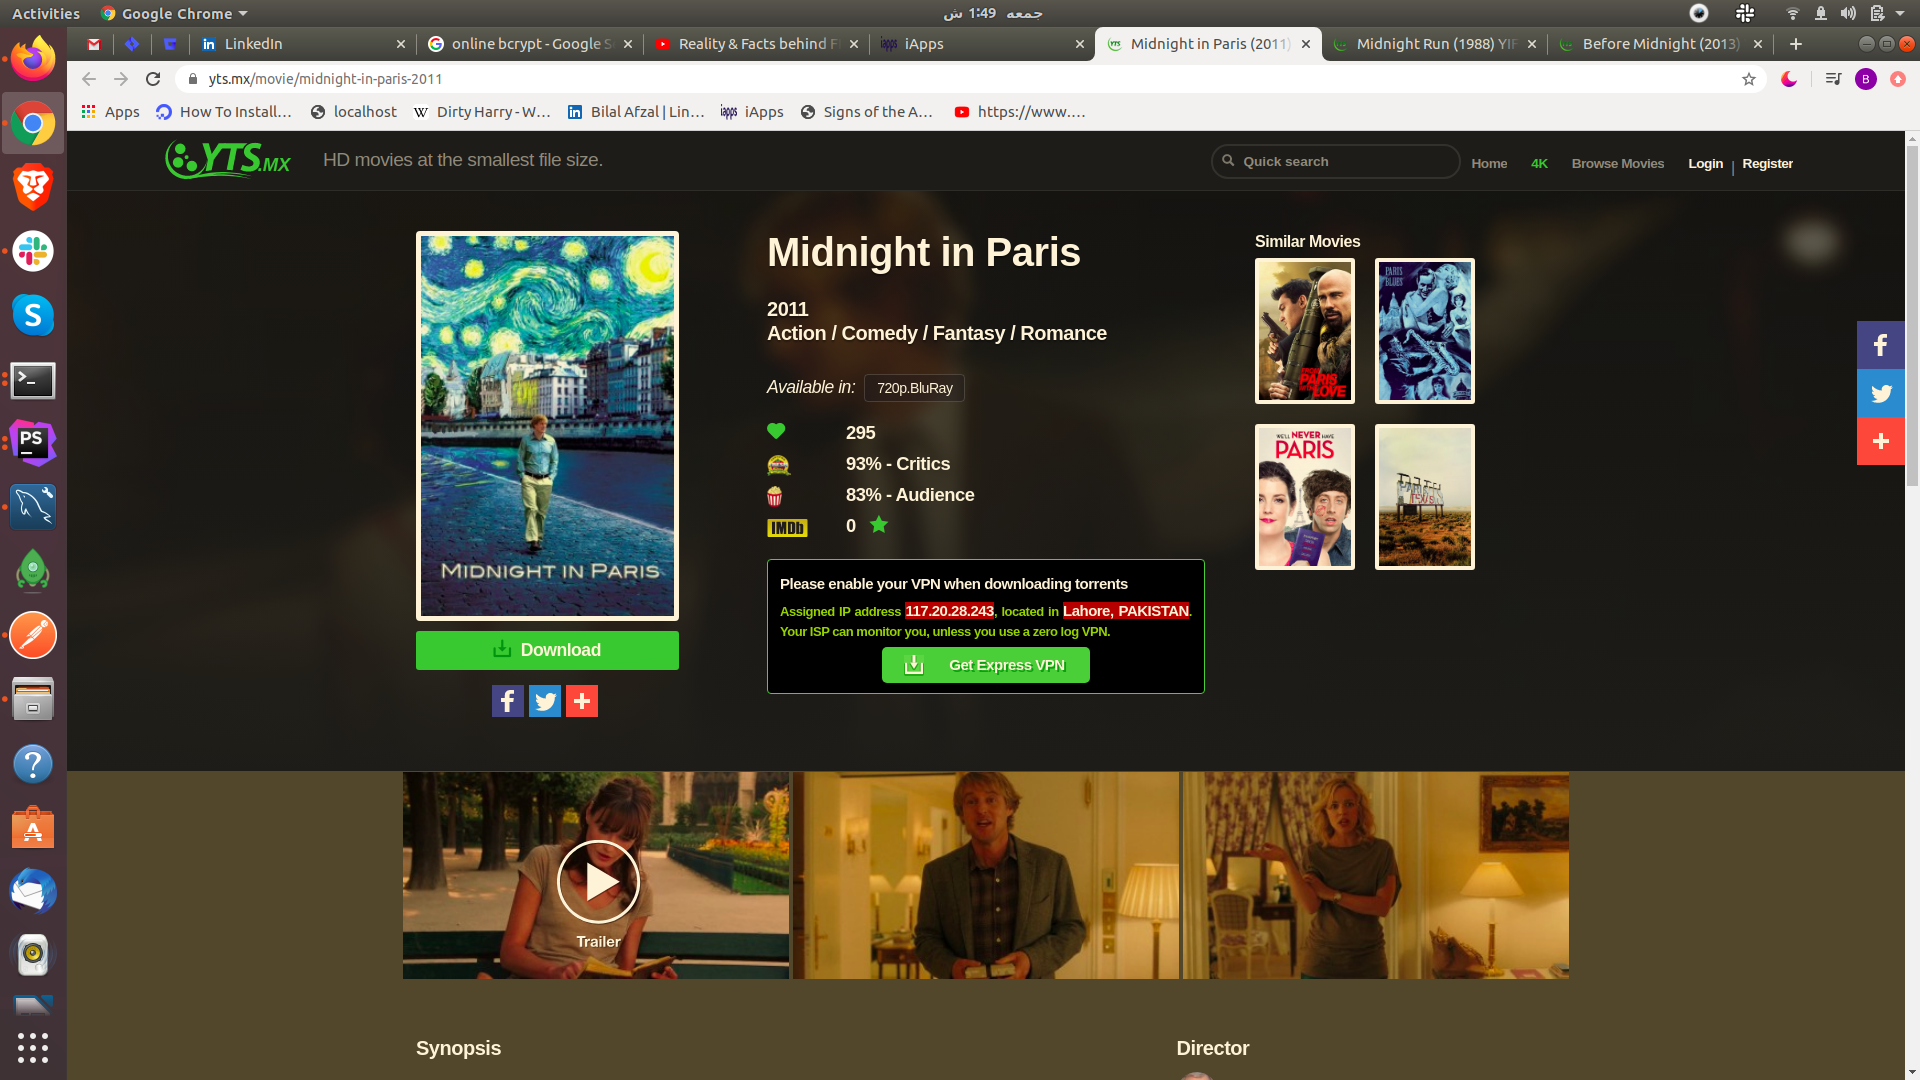 Activities
Google Chrome
جمعه 1:49 ش
LinkedIn
online bcrypt - Google S
Reality & Facts behind F
iApps
Midnight in Paris (2011)
Midnight Run (1988) YIF
Before Midnight (2013)
yts.mx/movie/midnight-in-paris-2011
B
Apps
How To Install...
localhost
W
Dirty Harry - W...
Bilal Afzal | Lin...
iApps
Signs of the A...
https://www....
YTS.MX
HD movies at the smallest file size.
Quick search
Home
4K
Browse Movies
Login | Register
Midnight in Paris
2011
Action / Comedy / Fantasy / Romance
Available in: 720p.BluRay
295
93% - Critics
83% - Audience
IMDb 0
Please enable your VPN when downloading torrents
Assigned IP address 117.20.28.243, located in Lahore, PAKISTAN.
Your ISP can monitor you, unless you use a zero log VPN.
Get Express VPN
MIDNIGHT IN PARIS
Download
Similar Movies
FROM PARIS WITH LOVE
PARIS BLUES
WE'LL NEVER HAVE
PARIS
PARIS
TEXAS
Trailer
Synopsis
Director